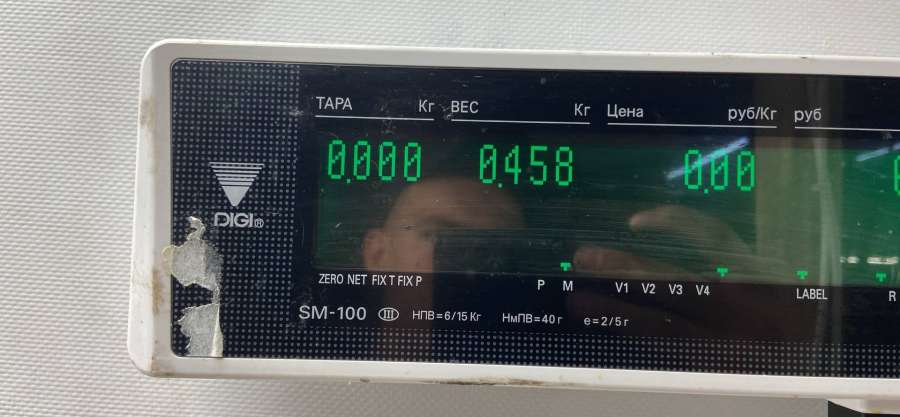 ТАРА Кг ВЕС Кг Цена руб/Кг руб
0.000 0.458 0.00
DIGI®
ZERO NET FIX T FIX P P M V1 V2 V3 V4 LABEL R
SM-100 III НПВ=6/15 Кг НмПВ=40 г e=2/5 г